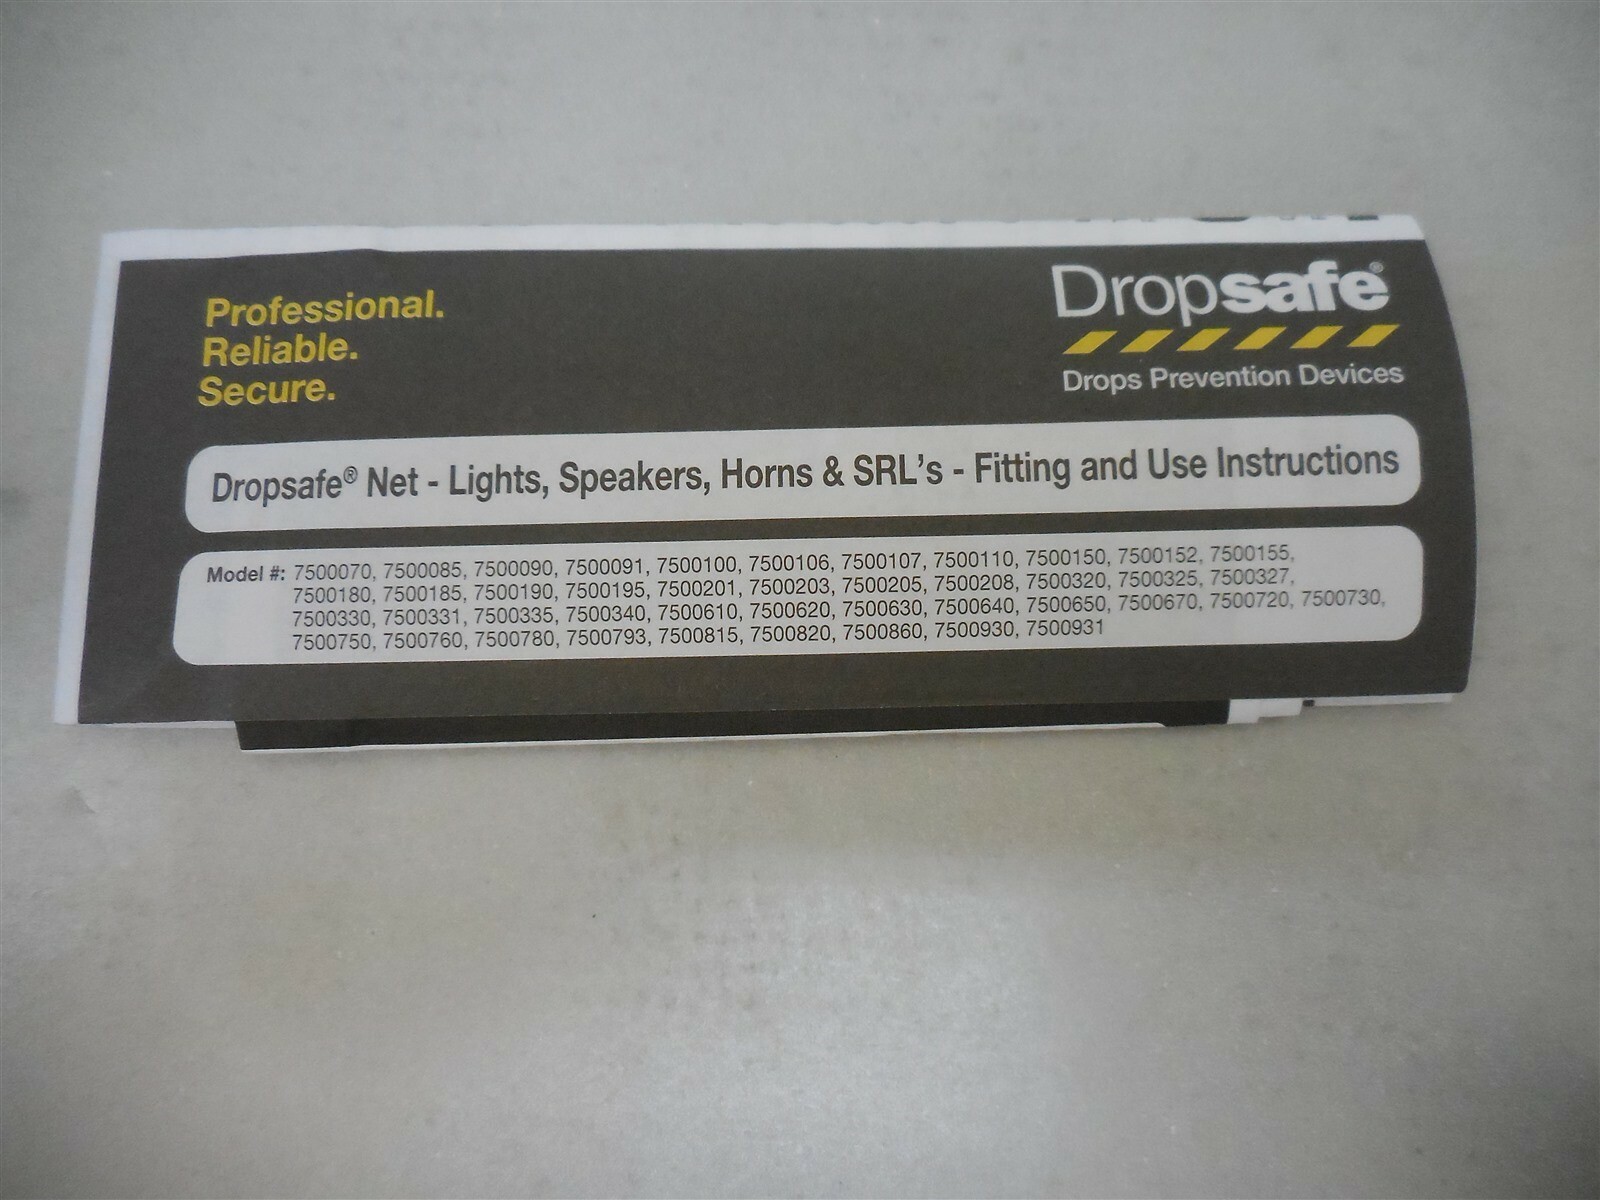 Professional.
Reliable.
Secure.
Dropsafe®
Drops Prevention Devices
Dropsafe® Net - Lights, Speakers, Horns & SRL's - Fitting and Use Instructions
Model #: 7500070, 7500085, 7500090, 7500091, 7500100, 7500106, 7500107, 7500110, 7500150, 7500152, 7500155,
7500180, 7500185, 7500190, 7500195, 7500201, 7500203, 7500205, 7500208, 7500320, 7500325, 7500327,
7500330, 7500331, 7500335, 7500340, 7500610, 7500620, 7500630, 7500640, 7500650, 7500670, 7500720, 7500730,
7500750, 7500760, 7500780, 7500793, 7500815, 7500820, 7500860, 7500930, 7500931